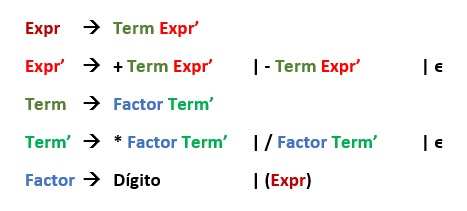 Expr → Term Expr’
Expr’ → + Term Expr’ | - Term Expr’ | ϵ
Term → Factor Term’
Term’ → * Factor Term’ | / Factor Term’ | ϵ
Factor → Dígito | (Expr)